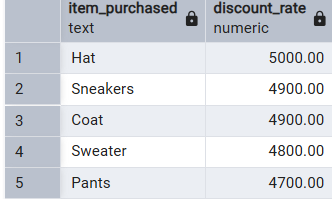 item_purchased discount_rate
text numeric
1 Hat 5000.00
2 Sneakers 4900.00
3 Coat 4900.00
4 Sweater 4800.00
5 Pants 4700.00